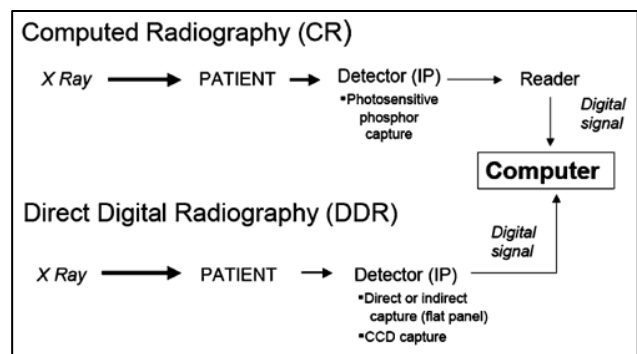 Computed Radiography (CR)
X Ray PATIENT Detector (IP) Reader
▪Photosensitive
phosphor
capture
Digital
signal
Computer
Direct Digital Radiography (DDR)
Digital
signal
X Ray PATIENT Detector (IP)
▪Direct or indirect
capture (flat panel)
▪CCD capture